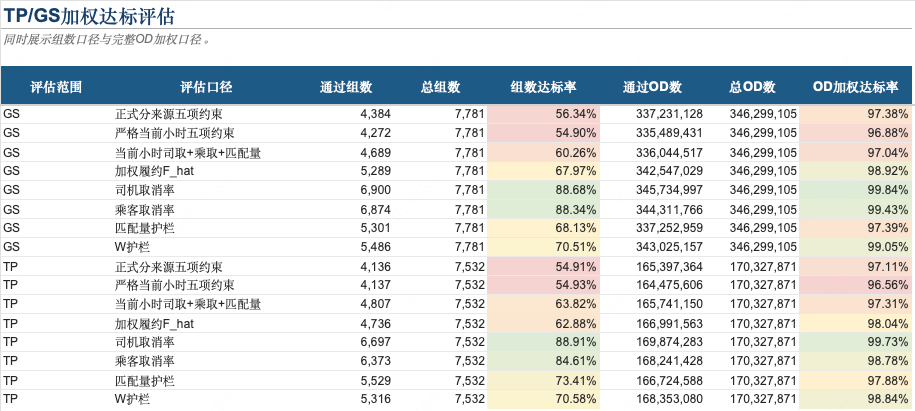 TP/GS加权达标评估
同时展示组数口径与完整OD加权口径。
评估范围 评估口径 通过组数 总组数 组数达标率 通过OD数 总OD数 OD加权达标率
GS 正式分来源五项约束 4,384 7,781 56.34% 337,231,128 346,299,105 97.38%
GS 严格当前小时五项约束 4,272 7,781 54.90% 335,489,431 346,299,105 96.88%
GS 当前小时司取+乘取+匹配量 4,689 7,781 60.26% 336,044,517 346,299,105 97.04%
GS 加权履约F_hat 5,289 7,781 67.97% 342,547,029 346,299,105 98.92%
GS 司机取消率 6,900 7,781 88.68% 345,734,997 346,299,105 99.84%
GS 乘客取消率 6,874 7,781 88.34% 344,311,766 346,299,105 99.43%
GS 匹配量护栏 5,301 7,781 68.13% 337,252,959 346,299,105 97.39%
GS W护栏 5,486 7,781 70.51% 343,025,157 346,299,105 99.05%
TP 正式分来源五项约束 4,136 7,532 54.91% 165,397,364 170,327,871 97.11%
TP 严格当前小时五项约束 4,137 7,532 54.93% 164,475,606 170,327,871 96.56%
TP 当前小时司取+乘取+匹配量 4,807 7,532 63.82% 165,741,150 170,327,871 97.31%
TP 加权履约F_hat 4,736 7,532 62.88% 166,991,563 170,327,871 98.04%
TP 司机取消率 6,697 7,532 88.91% 169,874,283 170,327,871 99.73%
TP 乘客取消率 6,373 7,532 84.61% 168,241,428 170,327,871 98.78%
TP 匹配量护栏 5,529 7,532 73.41% 166,724,588 170,327,871 97.88%
TP W护栏 5,316 7,532 70.58% 168,353,080 170,327,871 98.84%